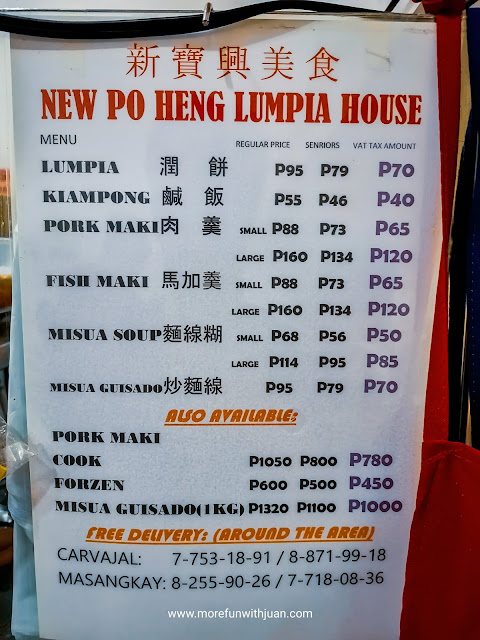 新寶興美食
NEW PO HENG LUMPIA HOUSE
MENU REGULAR PRICE SENRIORS VAT TAX AMOUNT
LUMPIA 潤 餅 P95 P79 P70
KIAMPONG 鹹 飯 P55 P46 P40
PORK MAKI 肉 羹 SMALL P88 P73 P65
LARGE P160 P134 P120
FISH MAKI 馬加羹 SMALL P88 P73 P65
LARGE P160 P134 P120
MISUA SOUP 麵線糊 SMALL P68 P56 P50
LARGE P114 P95 P85
MISUA GUISADO 炒麵線 P95 P79 P70
ALSO AVAILABLE:
PORK MAKI
COOK P1050 P800 P780
FORZEN P600 P500 P450
MISUA GUISADO(1KG) P1320 P1100 P1000
FREE DELIVERY: (AROUND THE AREA)
CARVAJAL: 7-753-18-91 / 8-871-99-18
MASANGKAY: 8-255-90-26 / 7-718-08-36
www.morefunwithjuan.com